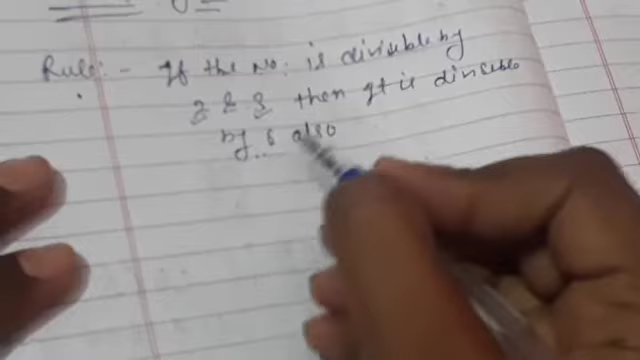 Rule:- If the No. is divisible by
2 & 3 then it is divisible
by 6 also